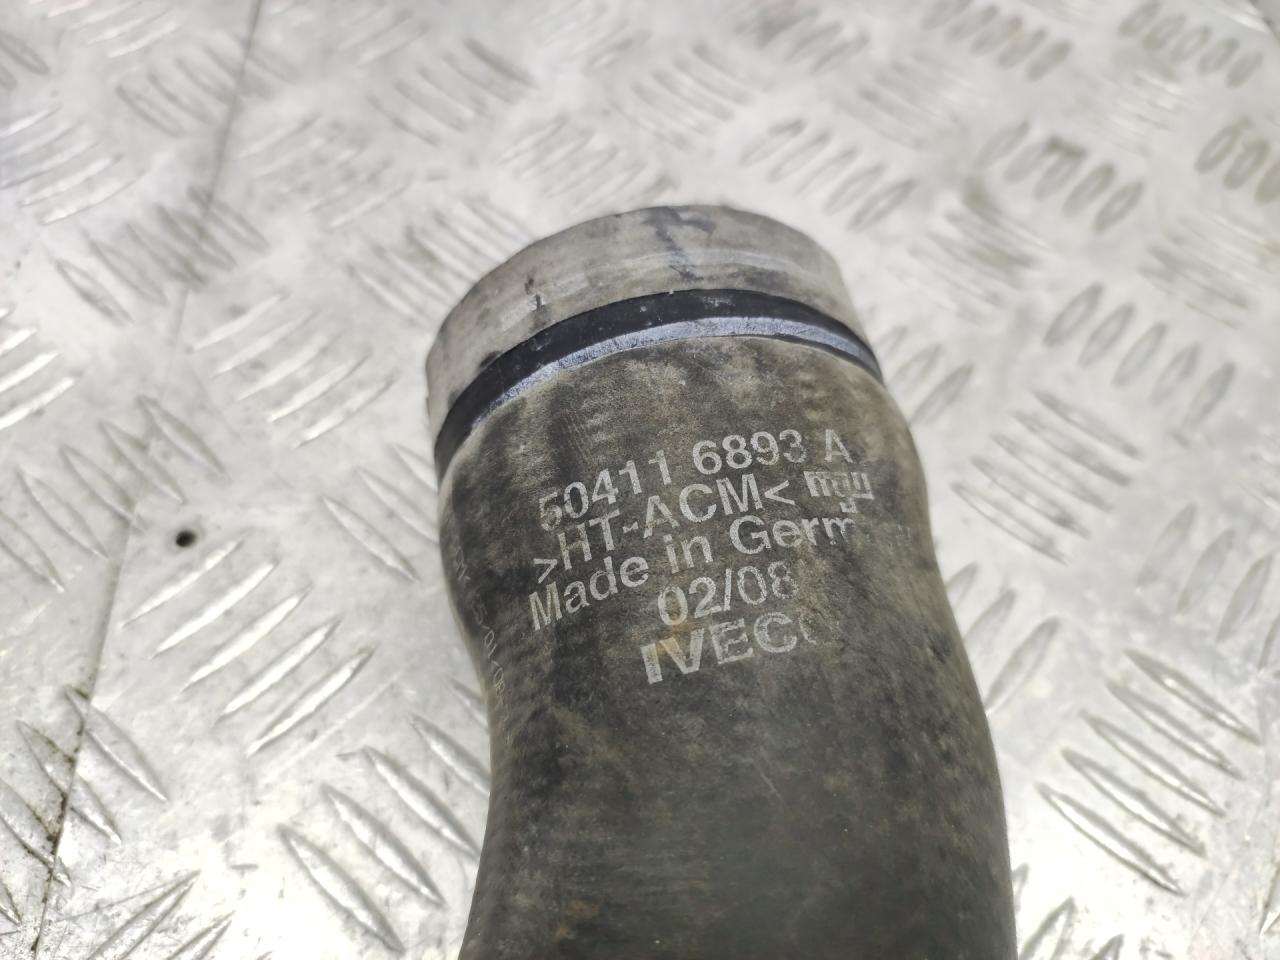 50411 6893 A
>HT-ACM<
Made in Germ
02/08
IVECO